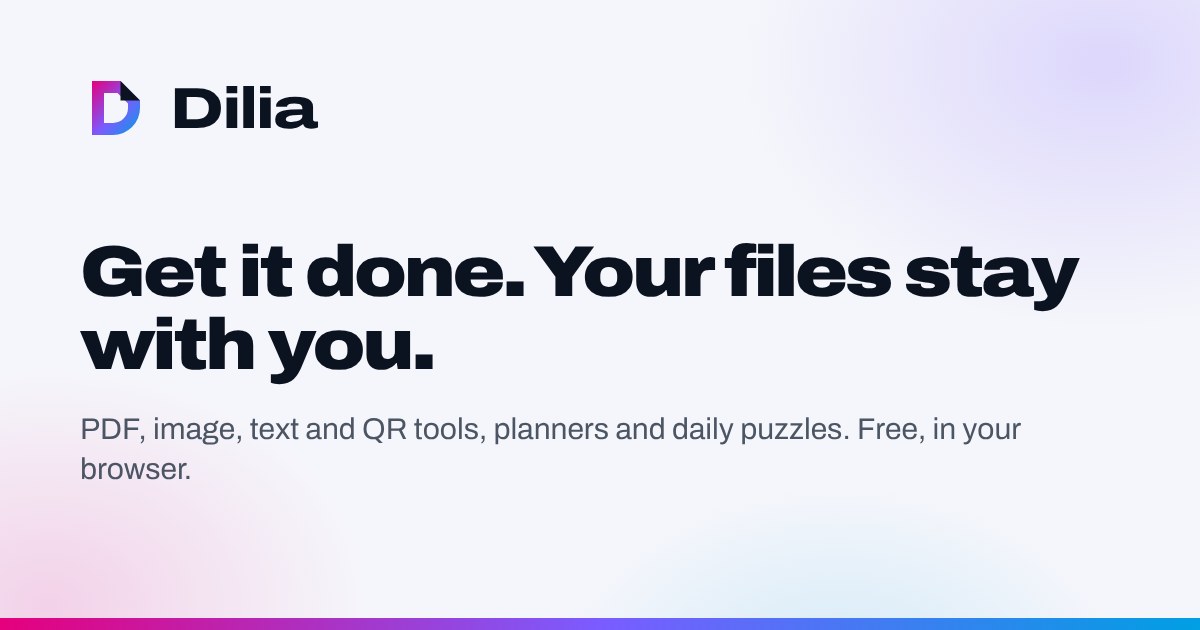 Dilia
Get it done. Your files stay
with you.
PDF, image, text and QR tools, planners and daily puzzles. Free, in your
browser.